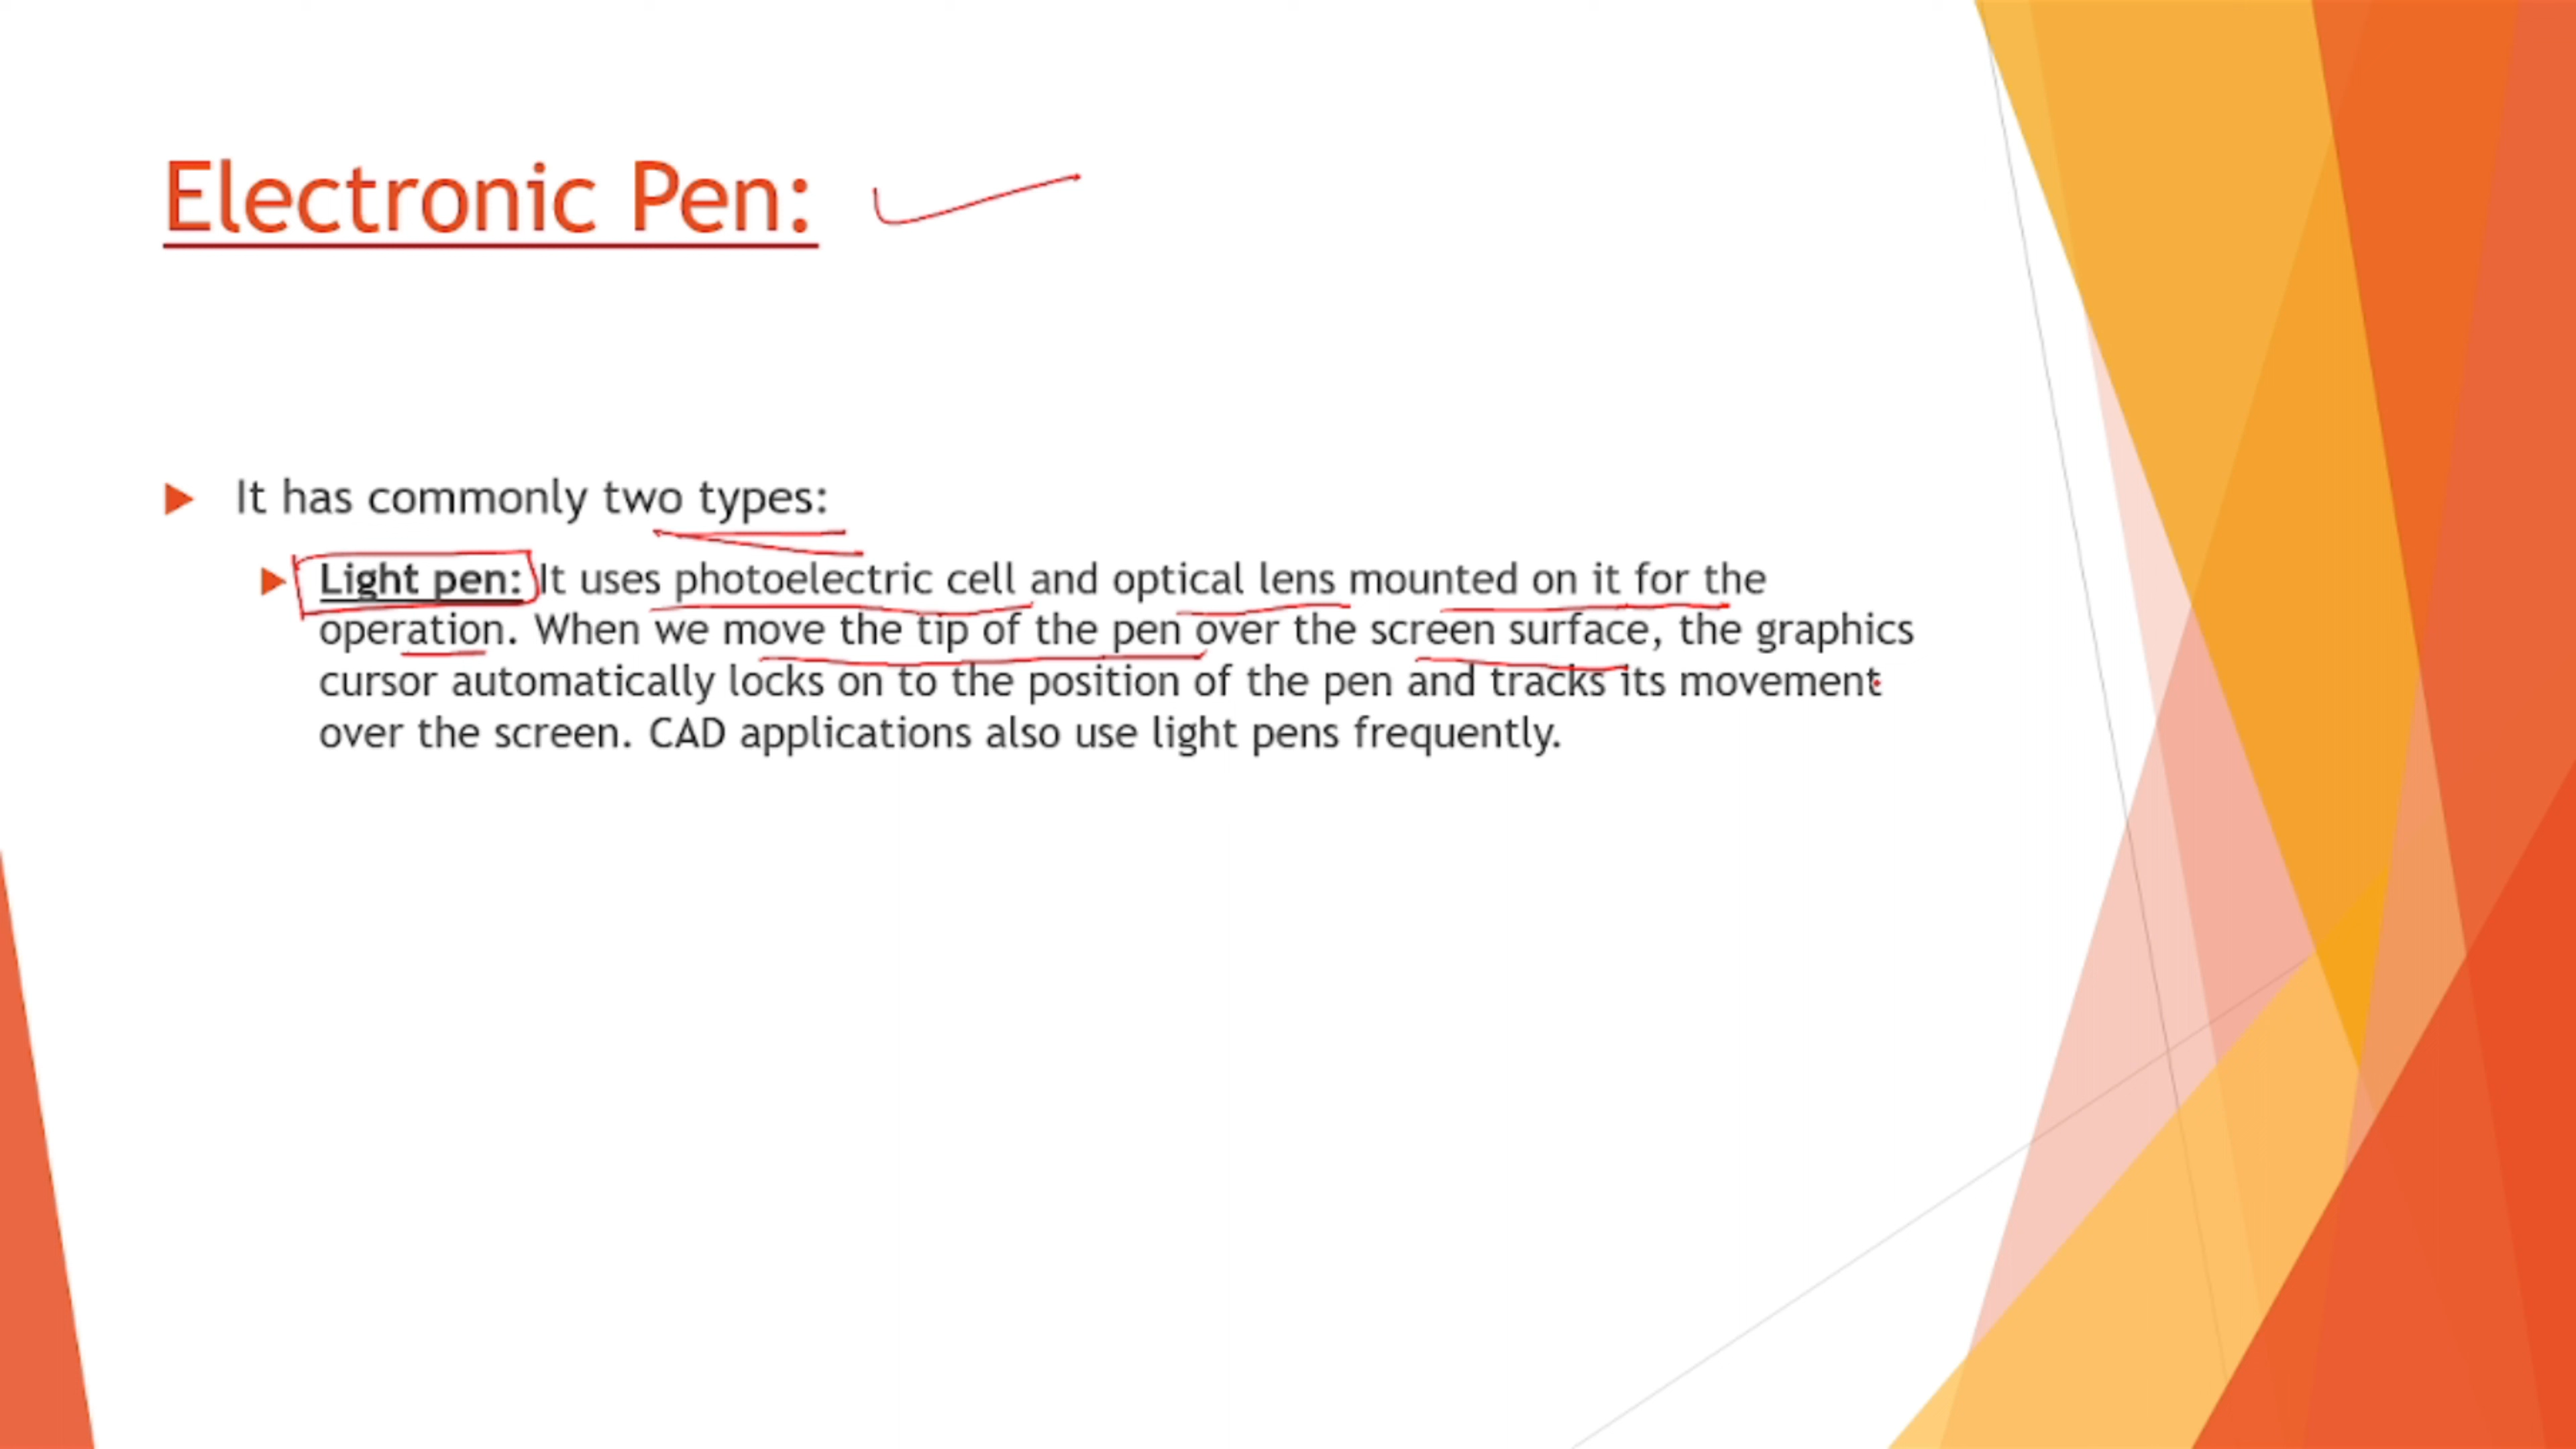 Electronic Pen:
It has commonly two types:
Light pen: It uses photoelectric cell and optical lens mounted on it for the
operation. When we move the tip of the pen over the screen surface, the graphics
cursor automatically locks on to the position of the pen and tracks its movement
over the screen. CAD applications also use light pens frequently.